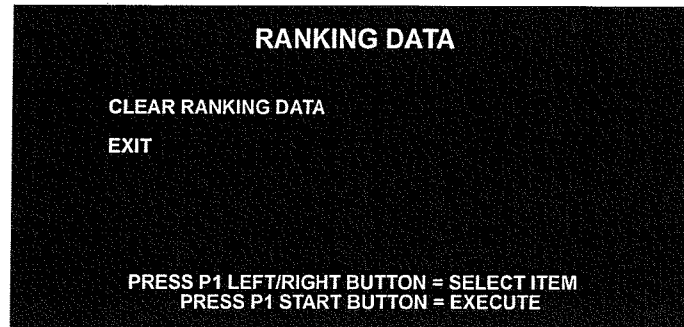 RANKING DATA
CLEAR RANKING DATA
EXIT
PRESS P1 LEFT/RIGHT BUTTON = SELECT ITEM
PRESS P1 START BUTTON = EXECUTE